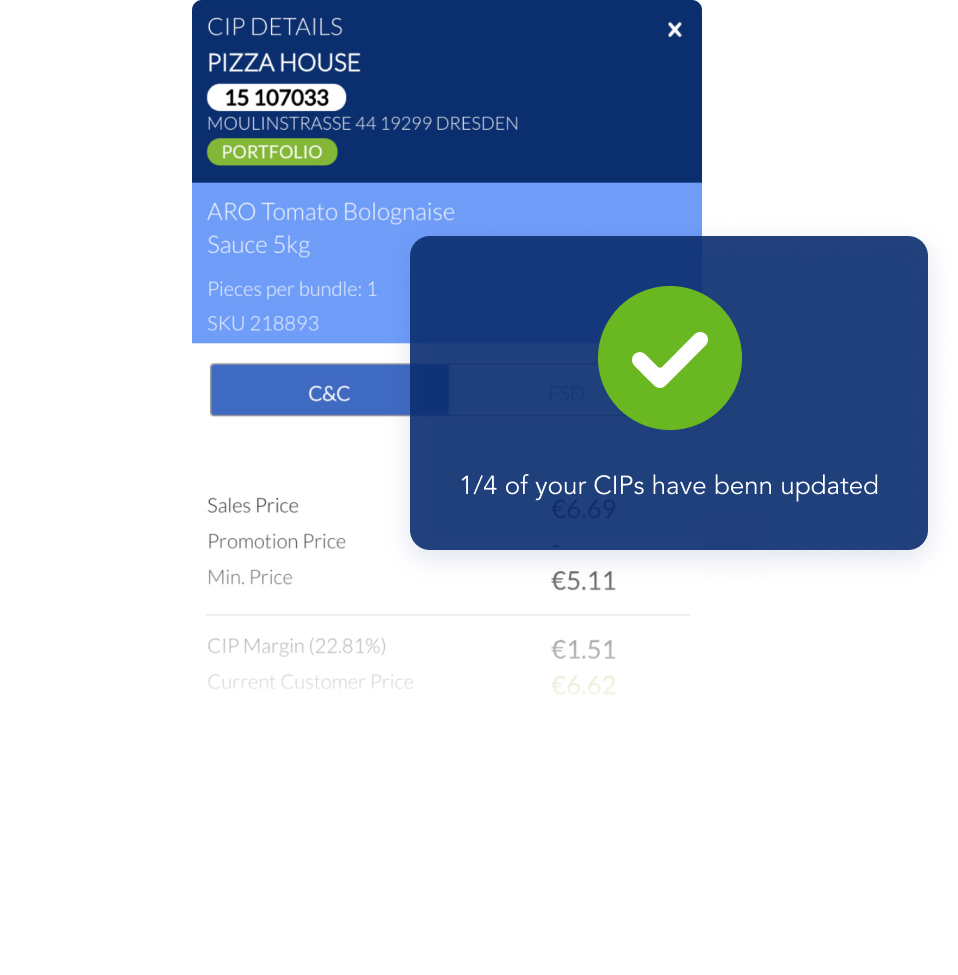 CIP DETAILS
x
PIZZA HOUSE
15 107033
MOULINSTRASSE 44 19299 DRESDEN
PORTFOLIO
ARO Tomato Bolognaise
Sauce 5kg
Pieces per bundle: 1
SKU 218893
C&C FSD
1/4 of your CIPs have benn updated
Sales Price €6.69
Promotion Price -
Min. Price €5.11
CIP Margin (22.81%) €1.51
Current Customer Price €6.62